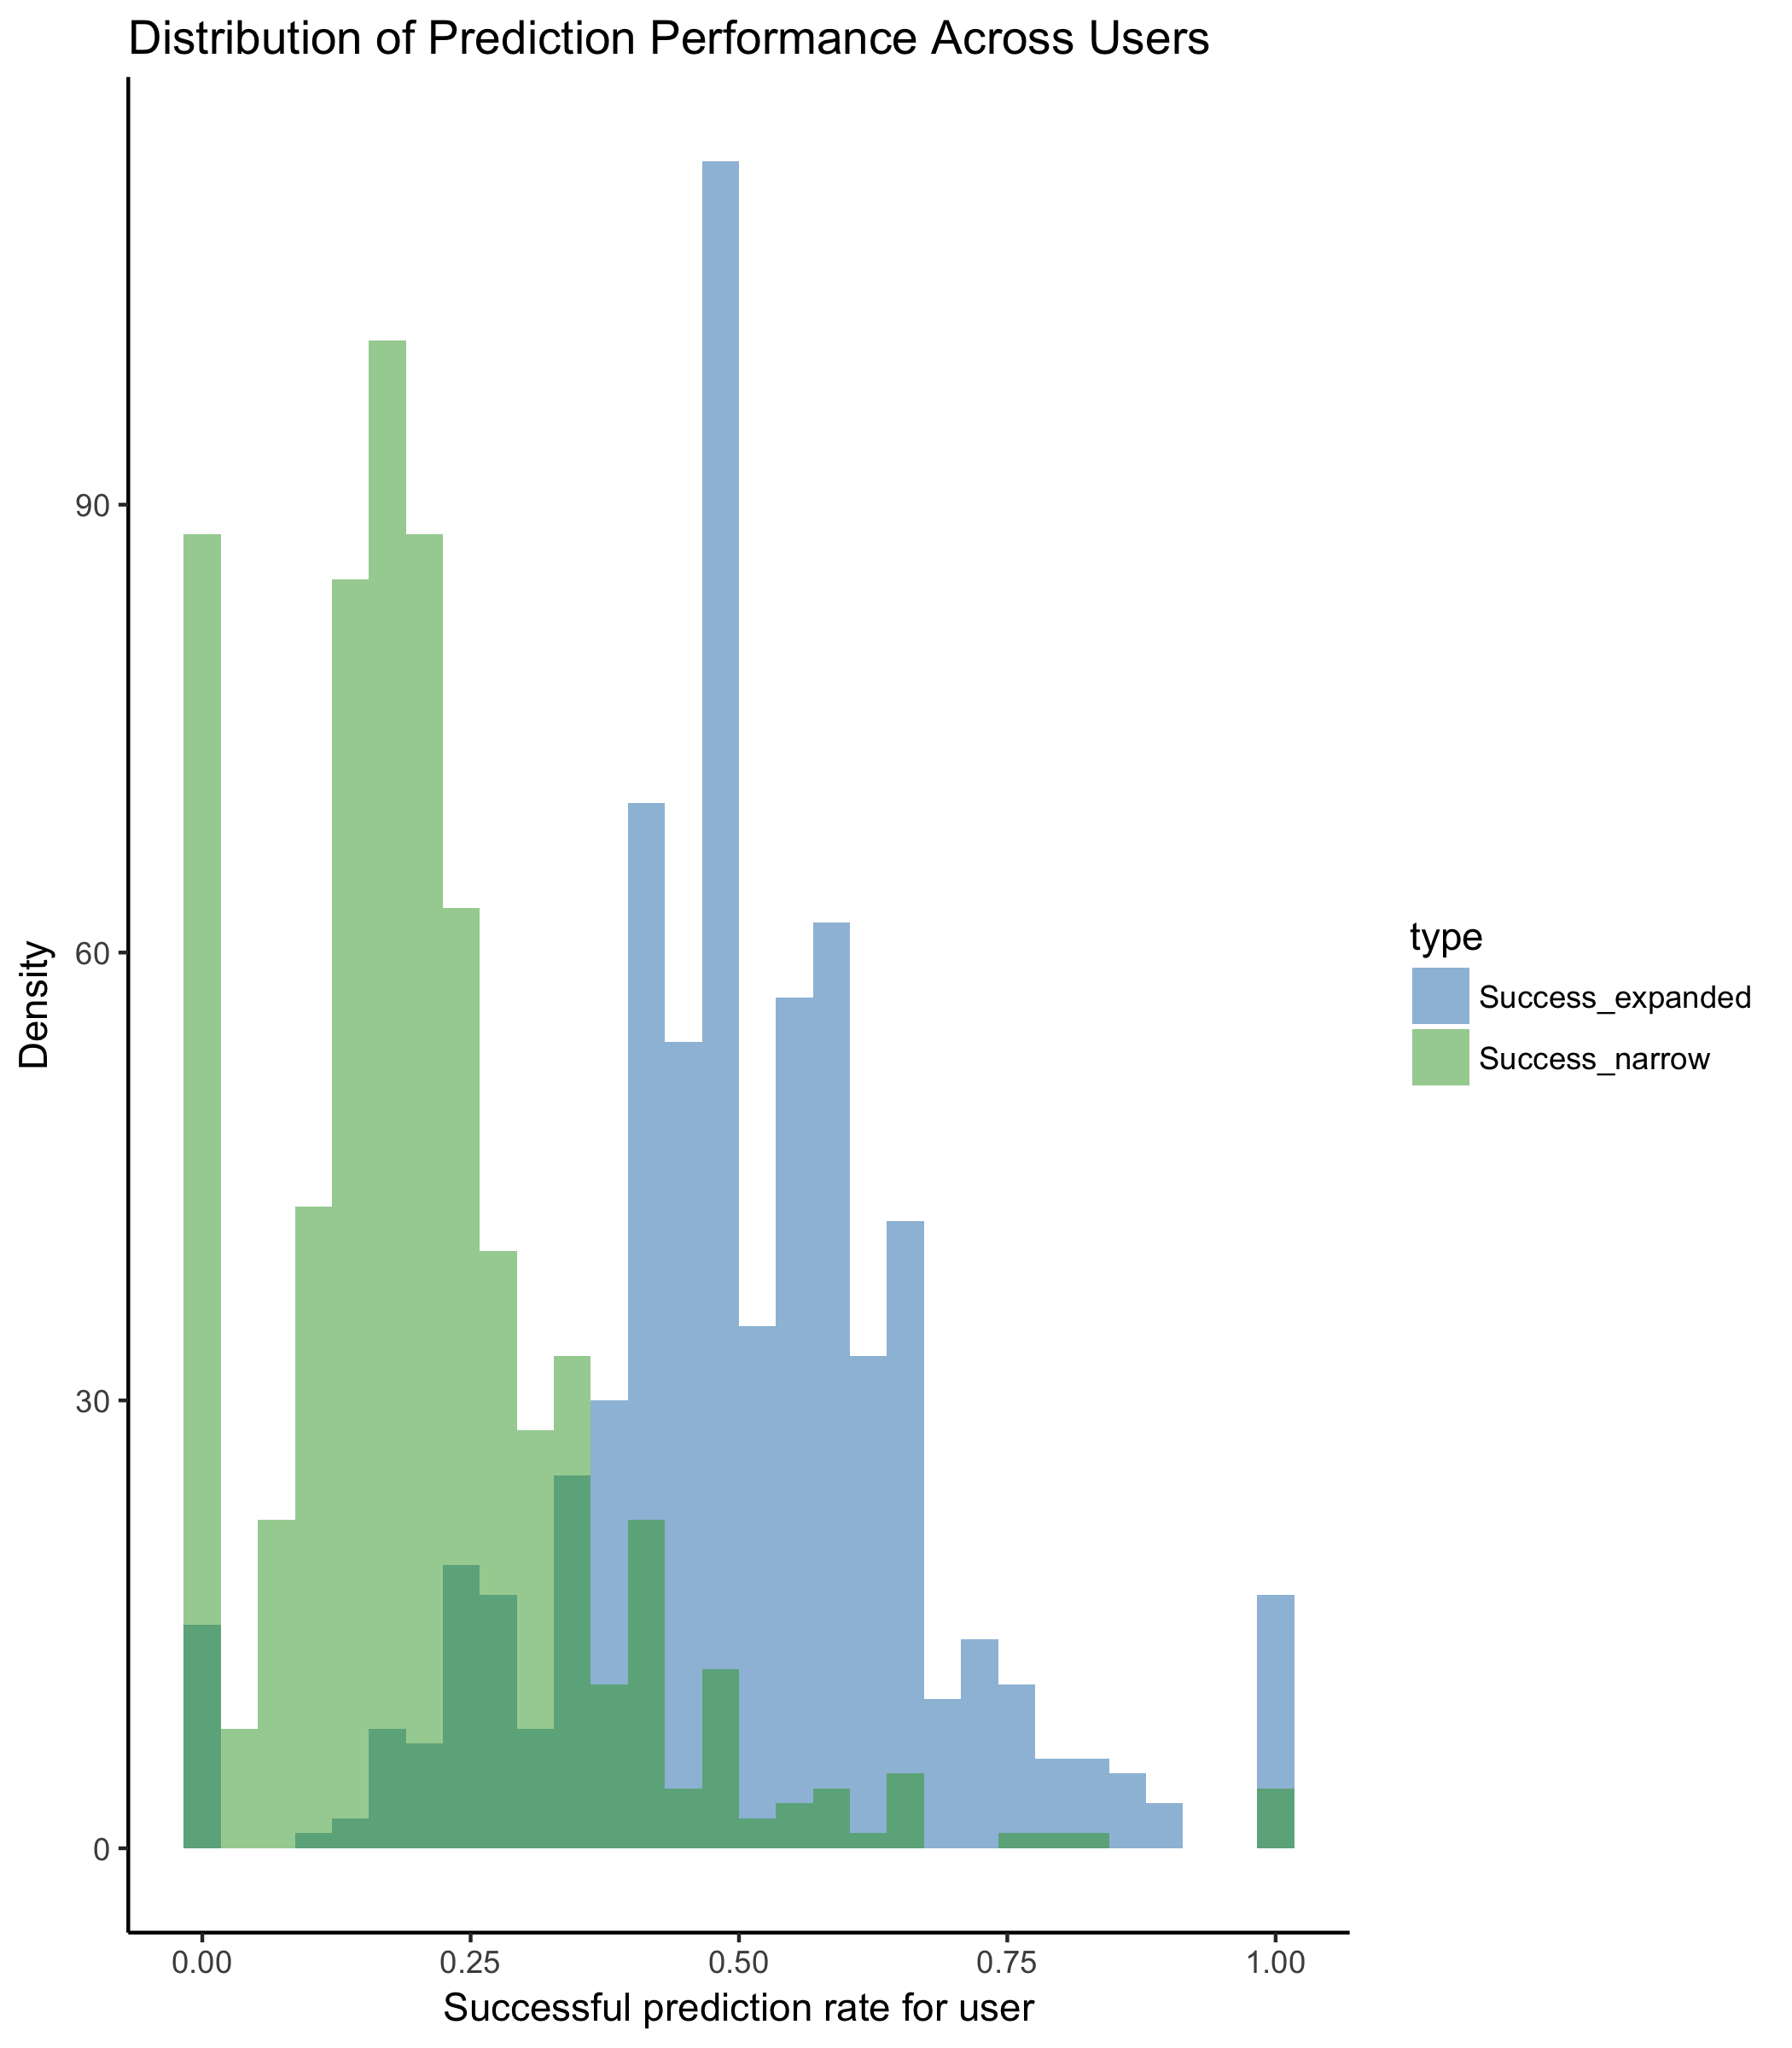 Distribution of Prediction Performance Across Users
90
60
30
0
Density
0.00 0.25 0.50 0.75 1.00
Successful prediction rate for user
type
Success_expanded
Success_narrow